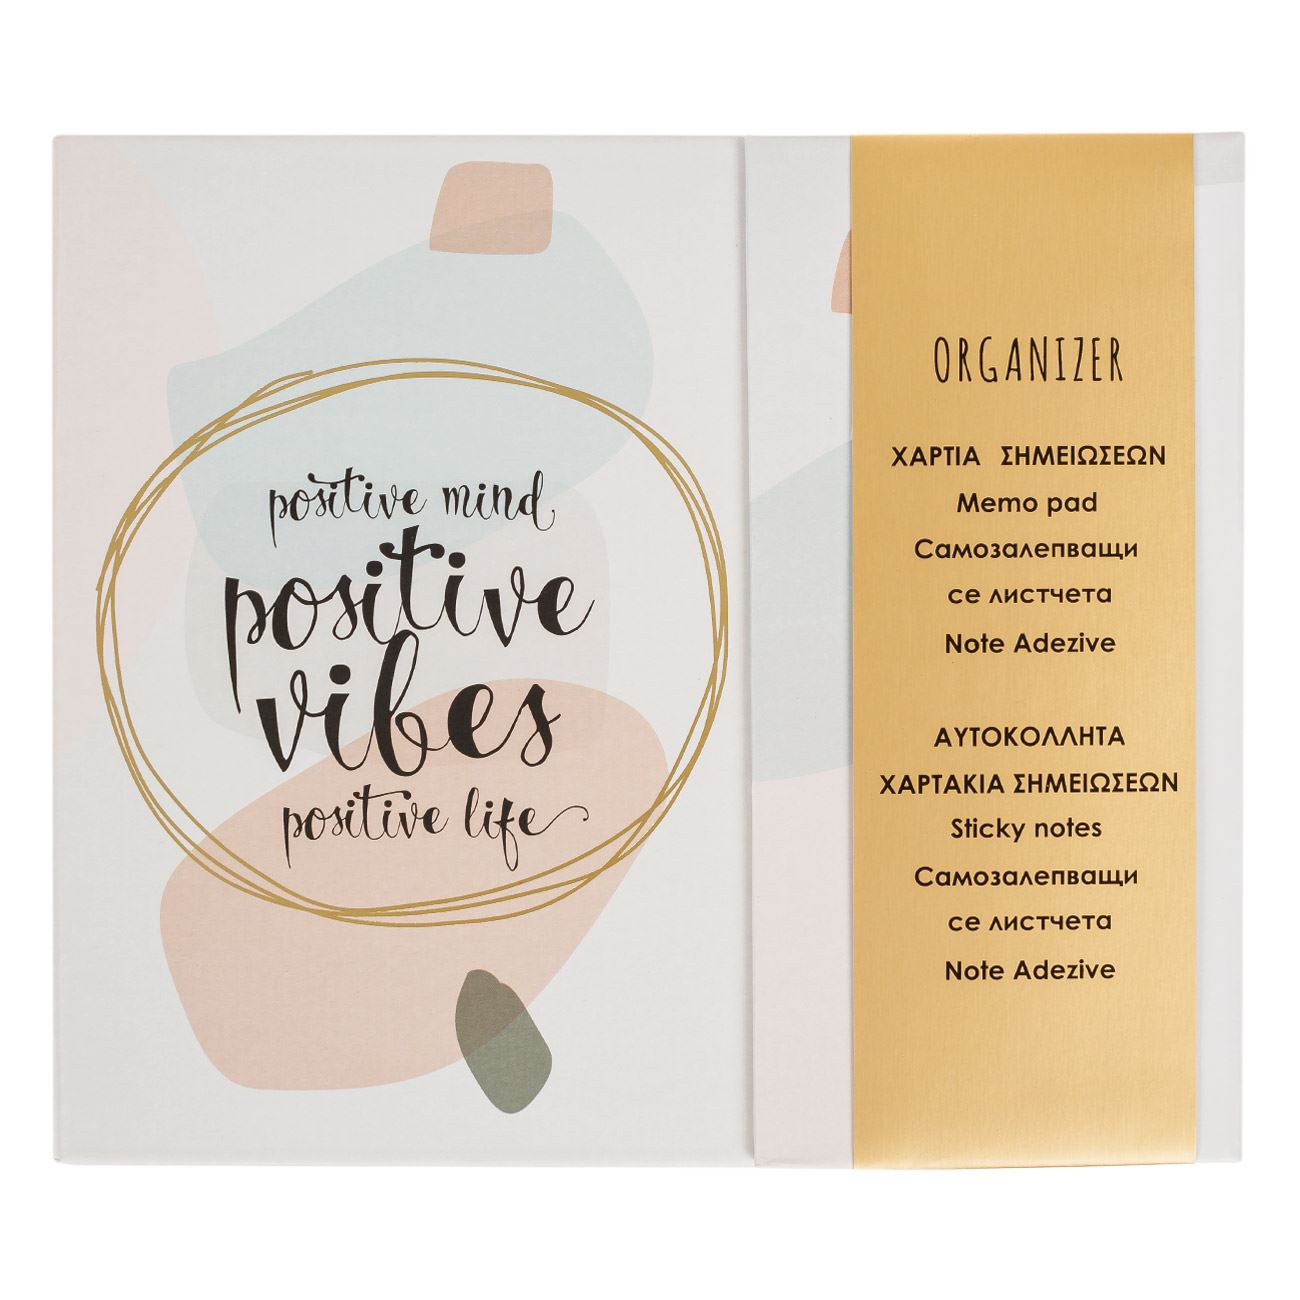 positive mind
positive
vibes
positive life
ORGANIZER
ΧΑΡΤΙΑ ΣΗΜΕΙΩΣΕΩΝ
Memo pad
Самозалепващи
се листчета
Note Adezive
ΑΥΤΟΚΟΛΛΗΤΑ
ΧΑΡΤΑΚΙΑ ΣΗΜΕΙΩΣΕΩΝ
Sticky notes
Самозалепващи
се листчета
Note Adezive